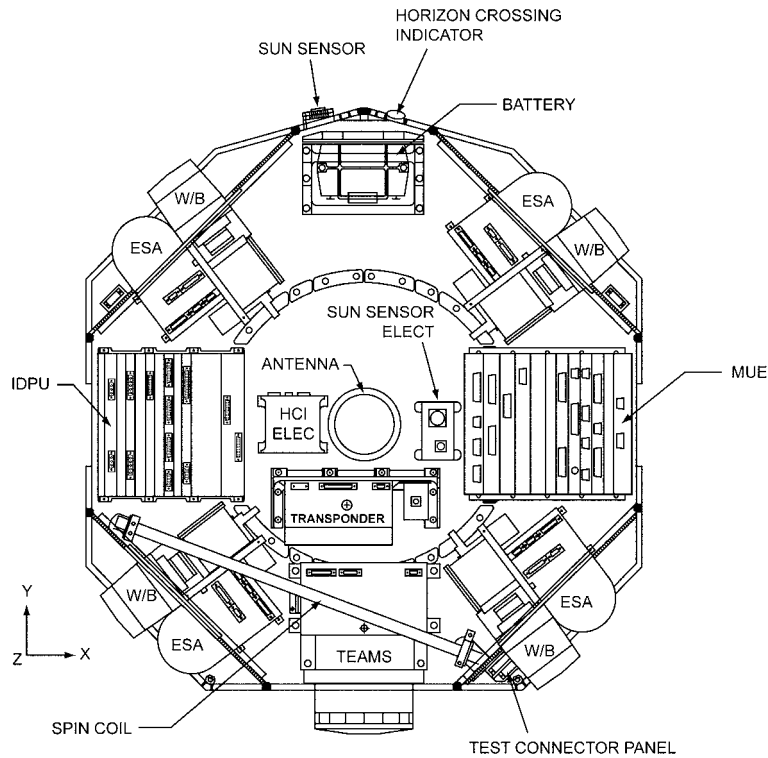 HORIZON CROSSING
INDICATOR
SUN SENSOR
BATTERY
W/B
ESA
ESA
W/B
SUN SENSOR
ELECT
ANTENNA
IDPU
MUE
HCI
ELEC
TRANSPONDER
W/B
ESA
ESA
W/B
TEAMS
Y
Z
X
SPIN COIL
TEST CONNECTOR PANEL